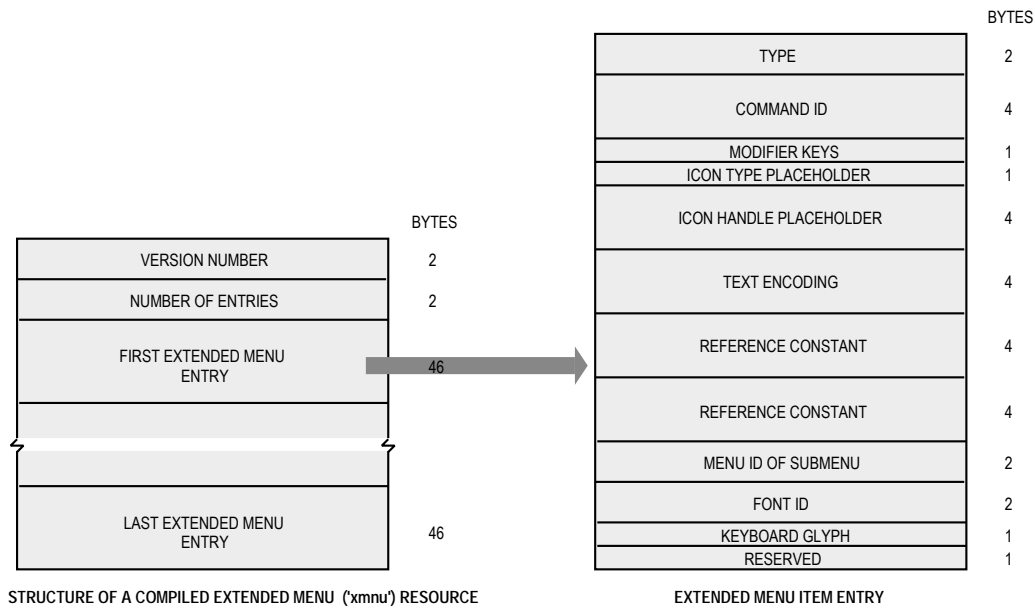 BYTES
VERSION NUMBER 2
NUMBER OF ENTRIES 2
FIRST EXTENDED MENU
ENTRY
46
LAST EXTENDED MENU
ENTRY
46
STRUCTURE OF A COMPILED EXTENDED MENU ('xmnu') RESOURCE
BYTES
TYPE 2
COMMAND ID 4
MODIFIER KEYS 1
ICON TYPE PLACEHOLDER 1
ICON HANDLE PLACEHOLDER 4
TEXT ENCODING 4
REFERENCE CONSTANT 4
REFERENCE CONSTANT 4
MENU ID OF SUBMENU 2
FONT ID 2
KEYBOARD GLYPH 1
RESERVED 1
EXTENDED MENU ITEM ENTRY